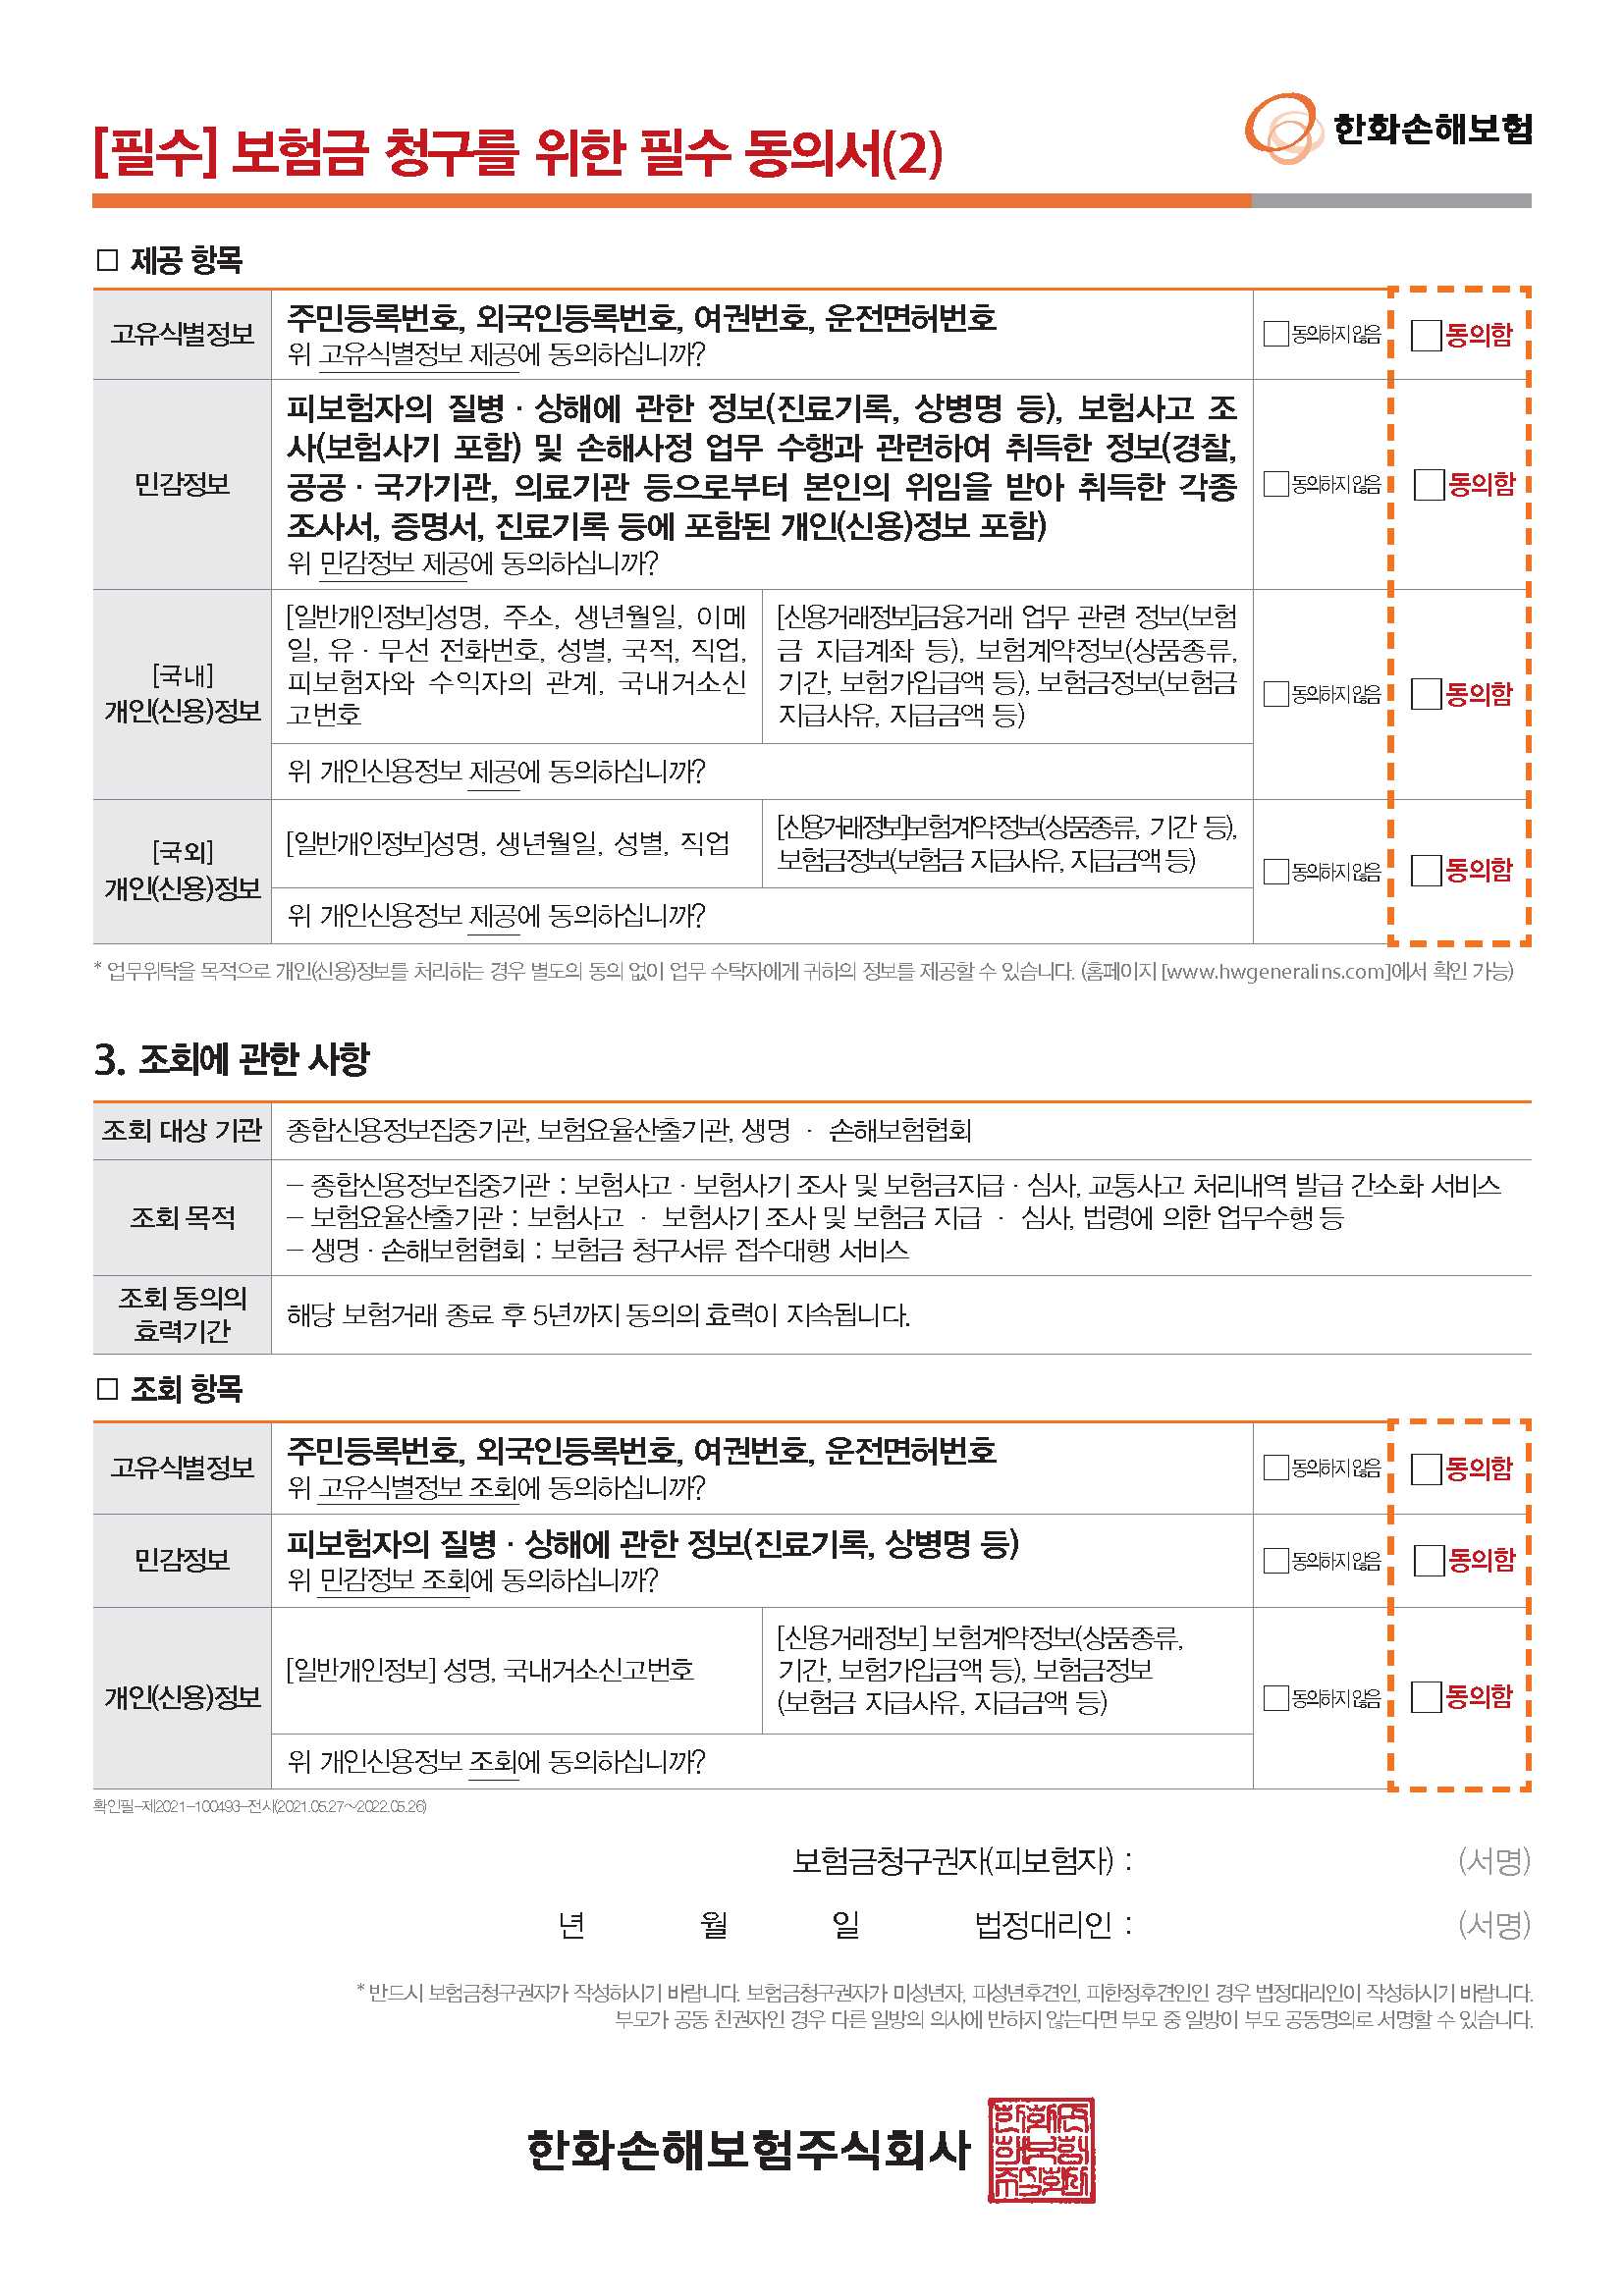 [필수] 보험금 청구를 위한 필수 동의서(2)
한화손해보험
□ 제공 항목
고유식별정보
주민등록번호, 외국인등록번호, 여권번호, 운전면허번호
위 고유식별정보 제공에 동의하십니까?
□동의하지 않음
□동의함
민감정보
피보험자의 질병 · 상해에 관한 정보(진료기록, 상병명 등), 보험사고 조
사(보험사기 포함) 및 손해사정 업무 수행과 관련하여 취득한 정보(경찰,
공공 · 국가기관, 의료기관 등으로부터 본인의 위임을 받아 취득한 각종
조사서, 증명서, 진료기록 등에 포함된 개인(신용)정보 포함)
위 민감정보 제공에 동의하십니까?
□동의하지 않음
□동의함
[국내]
개인(신용)정보
[일반개인정보]성명, 주소, 생년월일, 이메
일, 유 · 무선 전화번호, 성별, 국적, 직업,
피보험자와 수익자의 관계, 국내거소신
고번호
[신용거래정보]금융거래 업무 관련 정보(보험
금 지급계좌 등), 보험계약정보(상품종류,
기간, 보험가입급액 등), 보험금정보(보험금
지급사유, 지급금액 등)
위 개인신용정보 제공에 동의하십니까?
□동의하지 않음
□동의함
[국외]
개인(신용)정보
[일반개인정보]성명, 생년월일, 성별, 직업
[신용거래정보]보험계약정보(상품종류, 기간 등),
보험금정보(보험금 지급사유, 지급금액 등)
위 개인신용정보 제공에 동의하십니까?
□동의하지 않음
□동의함
* 업무위탁을 목적으로 개인(신용)정보를 처리하는 경우 별도의 동의 없이 업무 수탁자에게 귀하의 정보를 제공할 수 있습니다. (홈페이지 [www.hwgeneralins.com]에서 확인 가능)
3. 조회에 관한 사항
조회 대상 기관
종합신용정보집중기관, 보험요율산출기관, 생명 · 손해보험협회
조회 목적
– 종합신용정보집중기관 : 보험사고 · 보험사기 조사 및 보험금지급 · 심사, 교통사고 처리내역 발급 간소화 서비스
– 보험요율산출기관 : 보험사고 · 보험사기 조사 및 보험금 지급 · 심사, 법령에 의한 업무수행 등
– 생명 · 손해보험협회 : 보험금 청구서류 접수대행 서비스
조회 동의의
효력기간
해당 보험거래 종료 후 5년까지 동의의 효력이 지속됩니다.
□ 조회 항목
고유식별정보
주민등록번호, 외국인등록번호, 여권번호, 운전면허번호
위 고유식별정보 조회에 동의하십니까?
□동의하지 않음
□동의함
민감정보
피보험자의 질병 · 상해에 관한 정보(진료기록, 상병명 등)
위 민감정보 조회에 동의하십니까?
□동의하지 않음
□동의함
개인(신용)정보
[일반개인정보] 성명, 국내거소신고번호
[신용거래정보] 보험계약정보(상품종류,
기간, 보험가입금액 등), 보험금정보
(보험금 지급사유, 지급금액 등)
위 개인신용정보 조회에 동의하십니까?
□동의하지 않음
□동의함
확인필–제2021–100493–전사(2021.05.27~2022.05.26)
보험금청구권자(피보험자) : (서명)
년 월 일 법정대리인 : (서명)
* 반드시 보험금청구권자가 작성하시기 바랍니다. 보험금청구권자가 미성년자, 피성년후견인, 피한정후견인인 경우 법정대리인이 작성하시기 바랍니다.
부모가 공동 친권자인 경우 다른 일방의 의사에 반하지 않는다면 부모 중 일방이 부모 공동명의로 서명할 수 있습니다.
한화손해보험주식회사